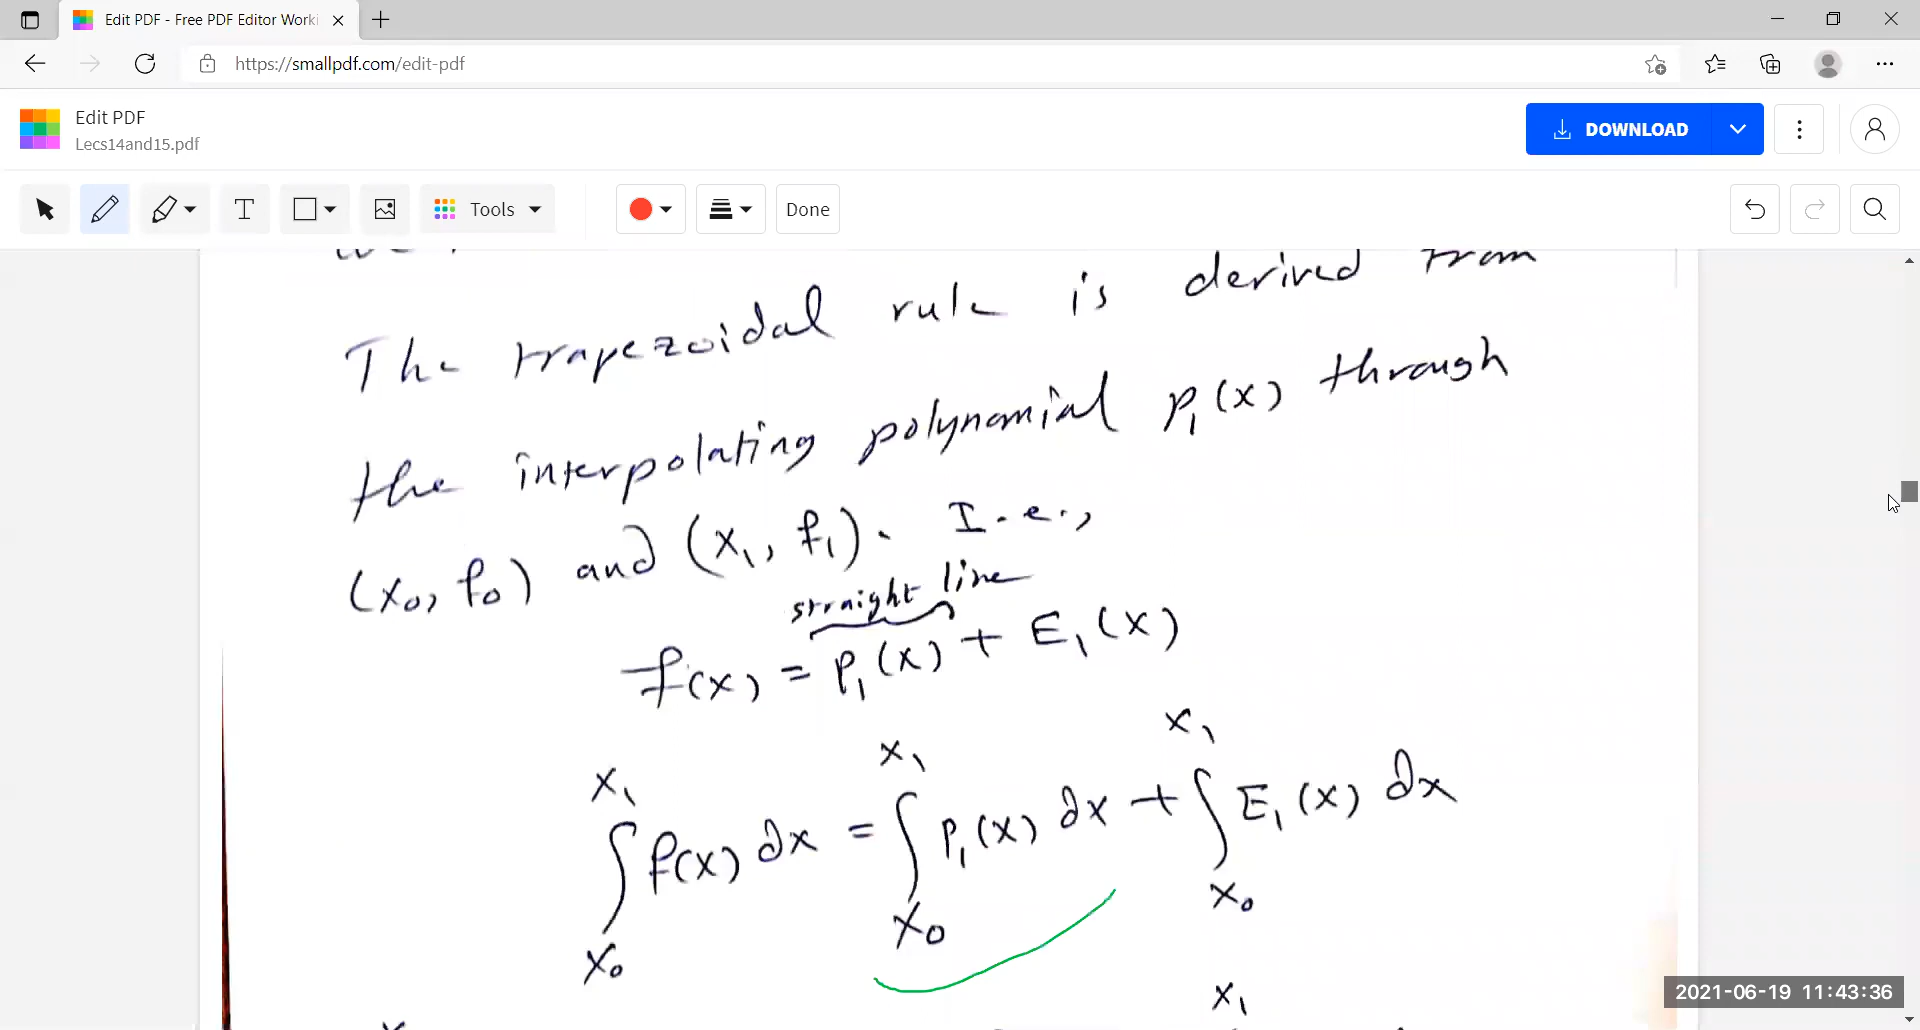 Edit PDF - Free PDF Editor Worki
https://smallpdf.com/edit-pdf
Edit PDF
Lecs14and15.pdf
DOWNLOAD
T Tools Done
The trapezoidal rule is derived from
the interpolating polynomial P₁(x) through
(x₀, f₀) and (x₁, f₁). I.e.,
straight line
f(x) = P₁(x) + E₁(x)
x₁ x₁ x₁
∫ f(x) dx = ∫ P₁(x) dx + ∫ E₁(x) dx
x₀ x₀ x₀
x₁
2021-06-19 11:43:36